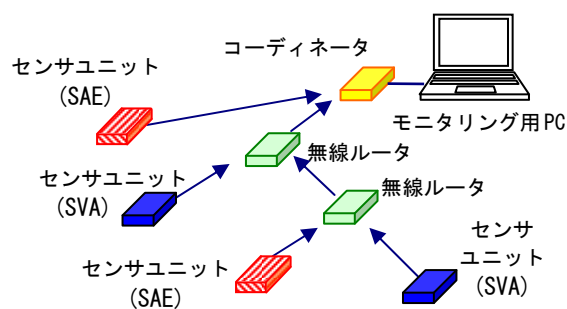 コーディネータ
センサユニット
(SAE)
モニタリング用PC
無線ルータ
センサユニット
(SVA)
無線ルータ
センサ
ユニット
(SVA)
センサユニット
(SAE)